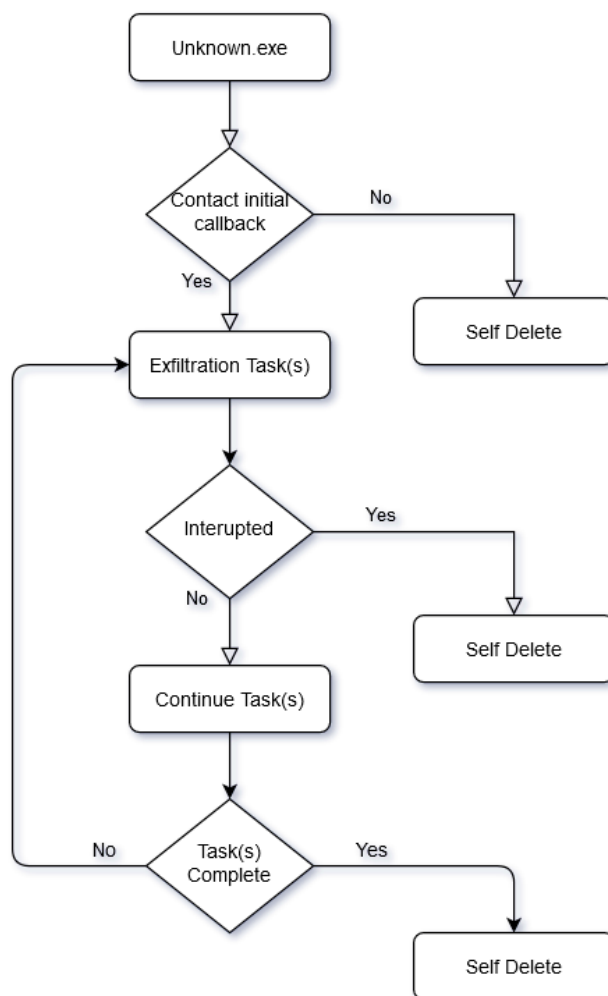 Unknown.exe
Contact initial
callback
No
Yes
Self Delete
Exfiltration Task(s)
Interupted
Yes
No
Self Delete
Continue Task(s)
No
Task(s)
Complete
Yes
Self Delete